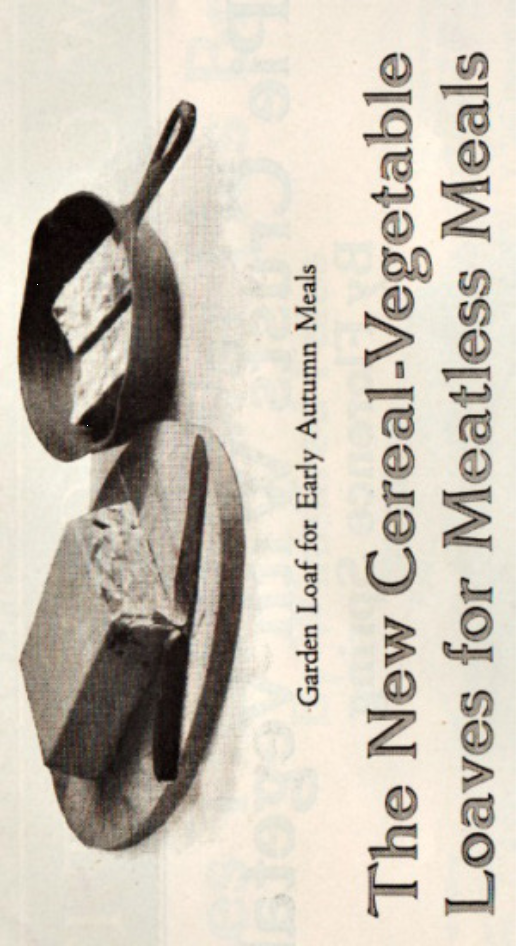 Garden Loaf for Early Autumn Meals
The New Cereal-Vegetable
Loaves for Meatless Meals